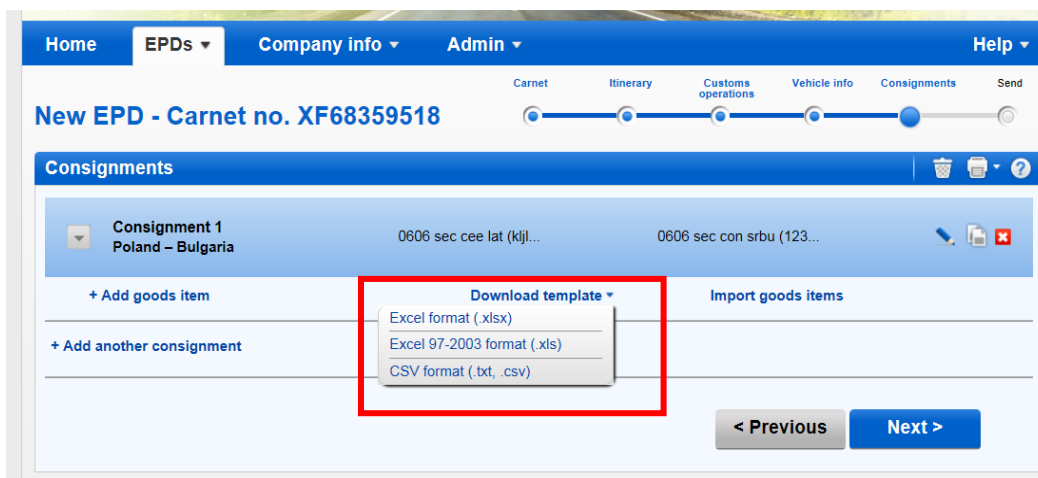 Home EPDs Company info Admin Help
Carnet Itinerary Customs operations Vehicle info Consignments Send
New EPD - Carnet no. XF68359518
Consignments
Consignment 1
Poland – Bulgaria
0606 sec cee lat (kljl...
0606 sec con srbu (123...
+ Add goods item Download template Import goods items
Excel format (.xlsx)
Excel 97-2003 format (.xls)
CSV format (.txt, .csv)
+ Add another consignment
< Previous Next >